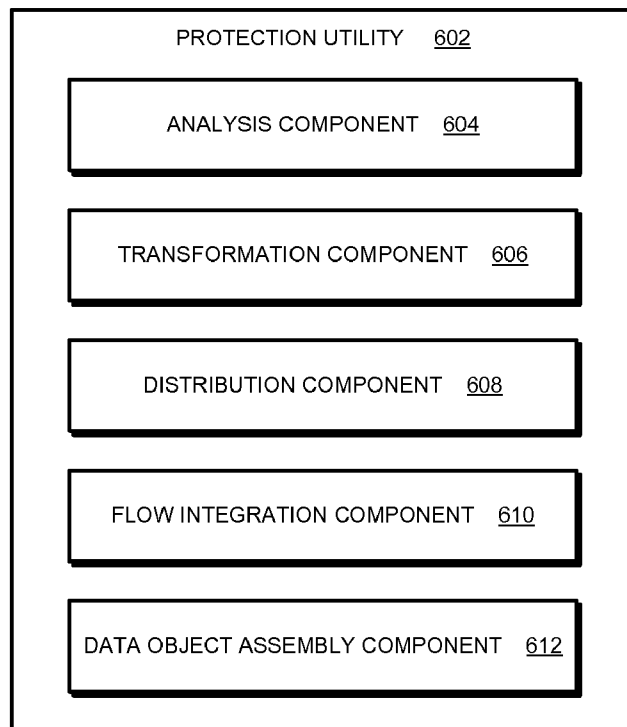 PROTECTION UTILITY 602
ANALYSIS COMPONENT 604
TRANSFORMATION COMPONENT 606
DISTRIBUTION COMPONENT 608
FLOW INTEGRATION COMPONENT 610
DATA OBJECT ASSEMBLY COMPONENT 612